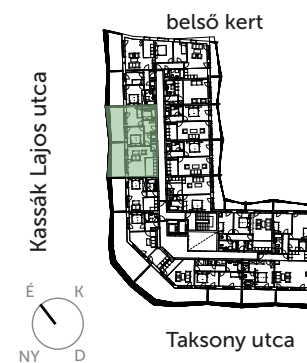 belső kert
Kassák Lajos utca
É K
NY D
Taksony utca